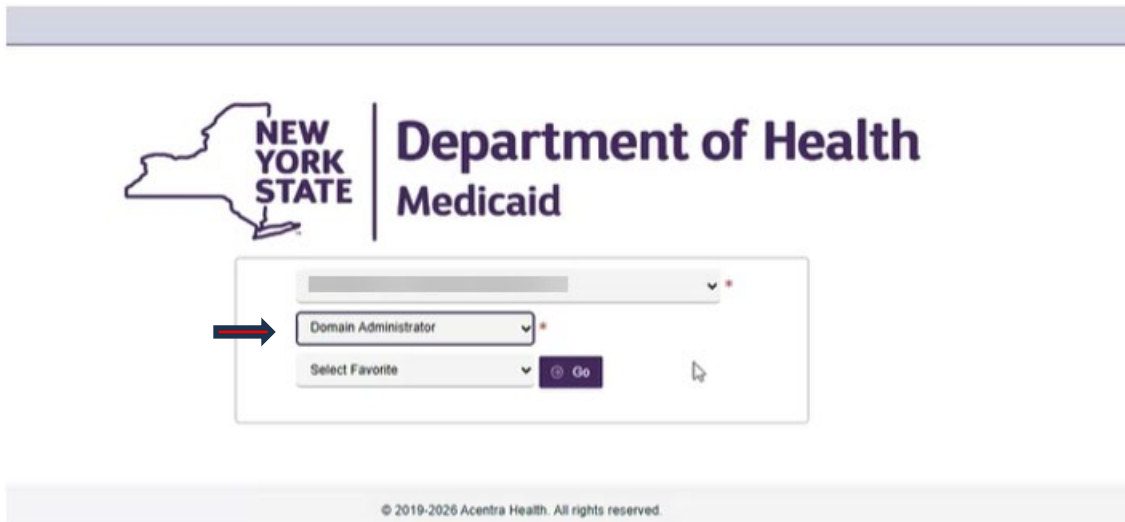 NEW
YORK
STATE
Department of Health
Medicaid
*
Domain Administrator *
Select Favorite Go
© 2019-2026 Acentra Health. All rights reserved.